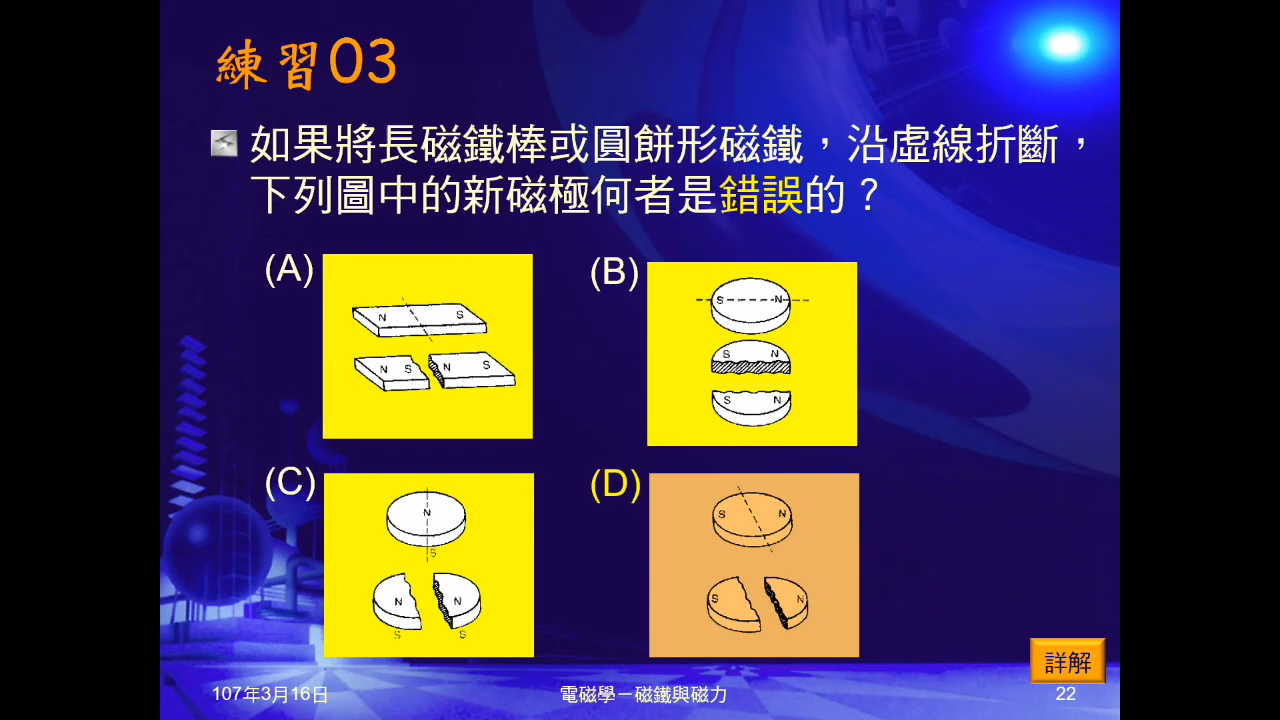 練習03
如果將長磁鐵棒或圓餅形磁鐵，沿虛線折斷，
下列圖中的新磁極何者是錯誤的？
(A)
N S
N S N S
(B)
S N
S N
S N
(C)
N
S
N N
S S
(D)
S N
S N
詳解
107年3月16日
電磁學－磁鐵與磁力
22